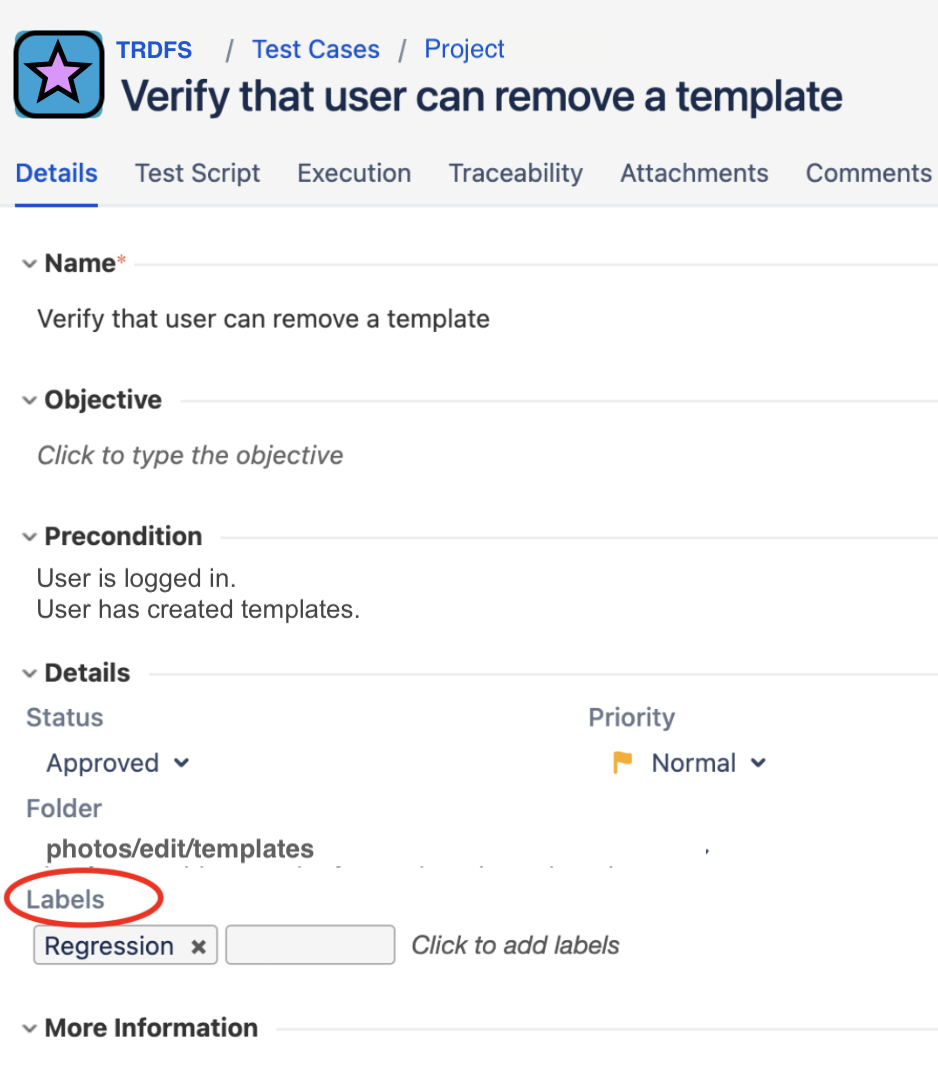 TRDFS / Test Cases / Project
Verify that user can remove a template
Details Test Script Execution Traceability Attachments Comments
Name*
Verify that user can remove a template
Objective
Click to type the objective
Precondition
User is logged in.
User has created templates.
Details
Status Priority
Approved Normal
Folder
photos/edit/templates
Labels
Regression × Click to add labels
More Information